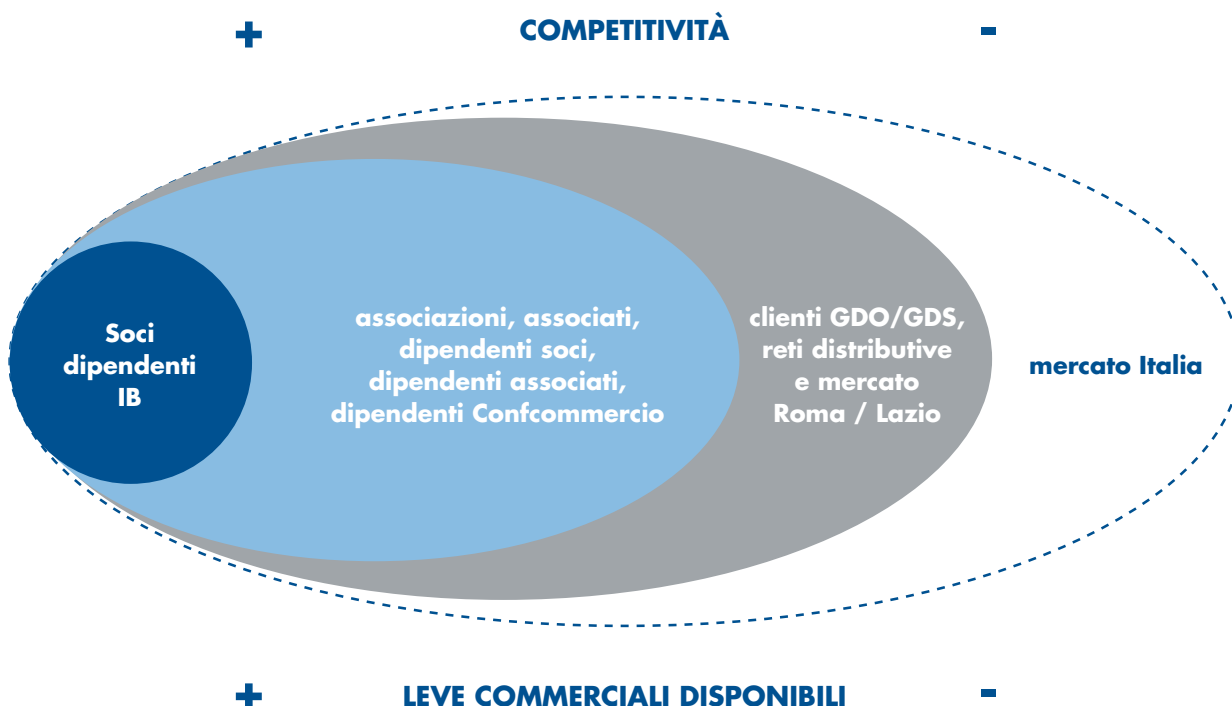 + COMPETITIVITÀ -
Soci
dipendenti
IB
associazioni, associati,
dipendenti soci,
dipendenti associati,
dipendenti Confcommercio
clienti GDO/GDS,
reti distributive
e mercato
Roma / Lazio
mercato Italia
+ LEVE COMMERCIALI DISPONIBILI -